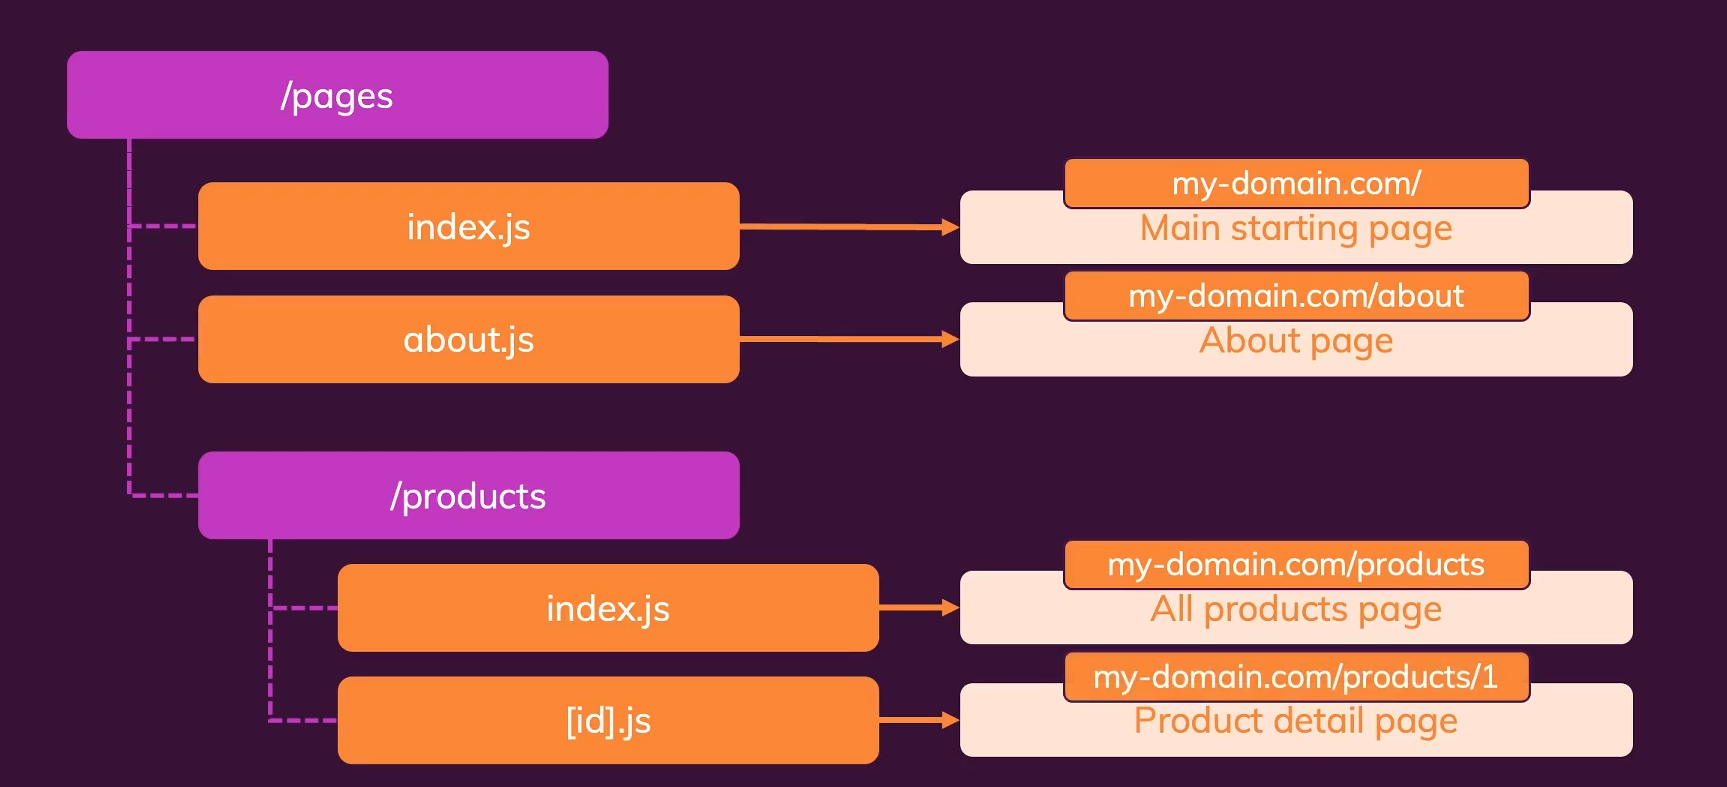 /pages
index.js
my-domain.com/
Main starting page
about.js
my-domain.com/about
About page
/products
index.js
my-domain.com/products
All products page
[id].js
my-domain.com/products/1
Product detail page